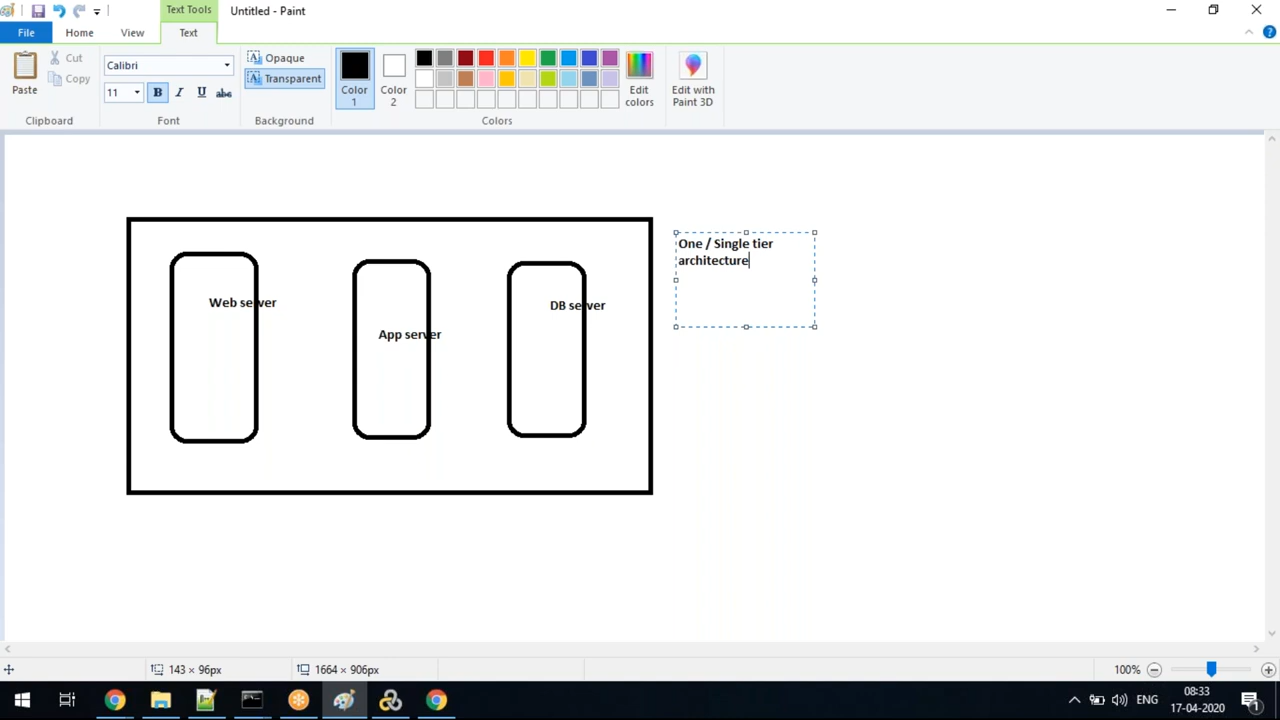 Text Tools
Untitled - Paint
File
Home
View
Text
Paste
Cut
Copy
Clipboard
Calibri
11
B
I
U
abc
Font
Opaque
Transparent
Background
Color
1
Color
2
Edit
colors
Colors
Edit with
Paint 3D
One / Single tier
architecture
Web server
App server
DB server
143 × 96px
1664 × 906px
100%
ENG
08:33
17-04-2020
1